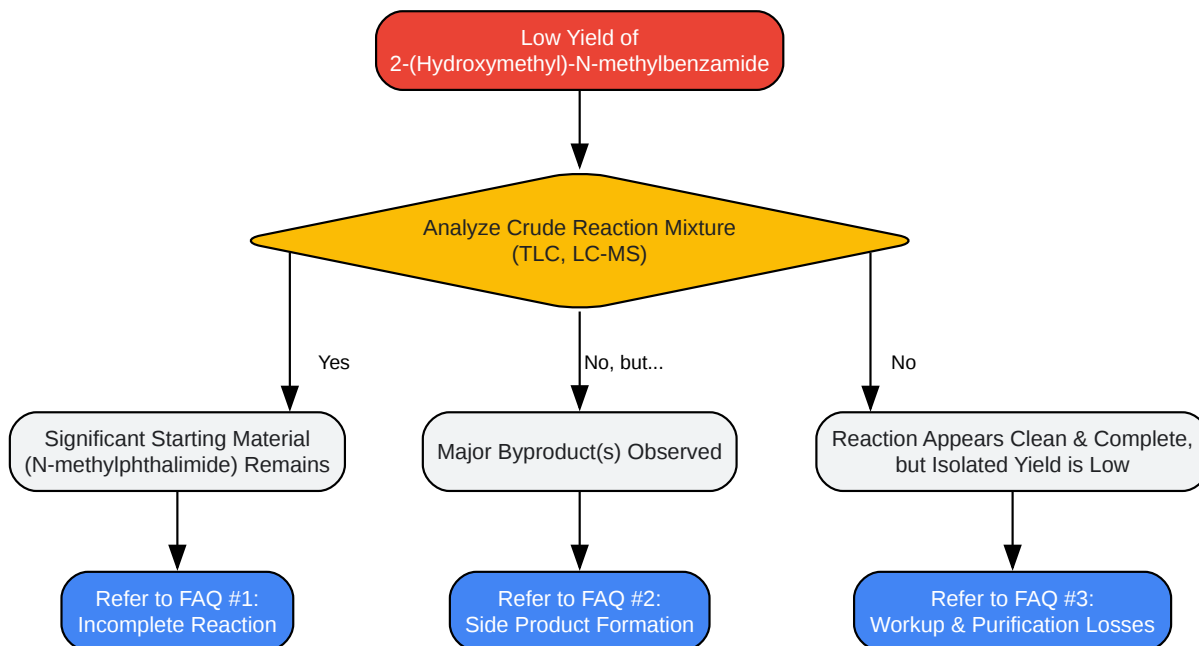 Low Yield of
2-(Hydroxymethyl)-N-methylbenzamide
Analyze Crude Reaction Mixture
(TLC, LC-MS)
Yes
No, but...
No
Significant Starting Material
(N-methylphthalimide) Remains
Major Byproduct(s) Observed
Reaction Appears Clean & Complete,
but Isolated Yield is Low
Refer to FAQ #1:
Incomplete Reaction
Refer to FAQ #2:
Side Product Formation
Refer to FAQ #3:
Workup & Purification Losses